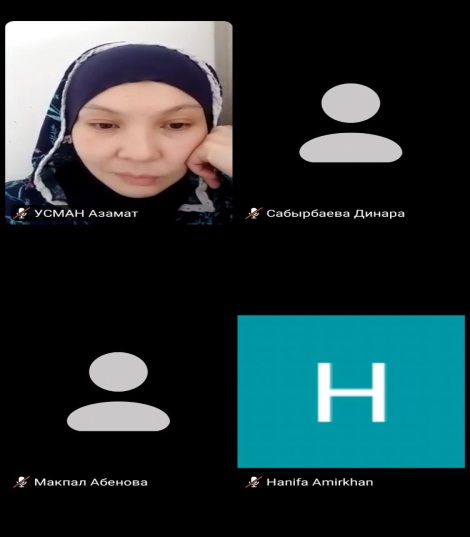 УСМАН Азамат
Сабырбаева Динара
H
Макпал Абенова
Hanifa Amirkhan